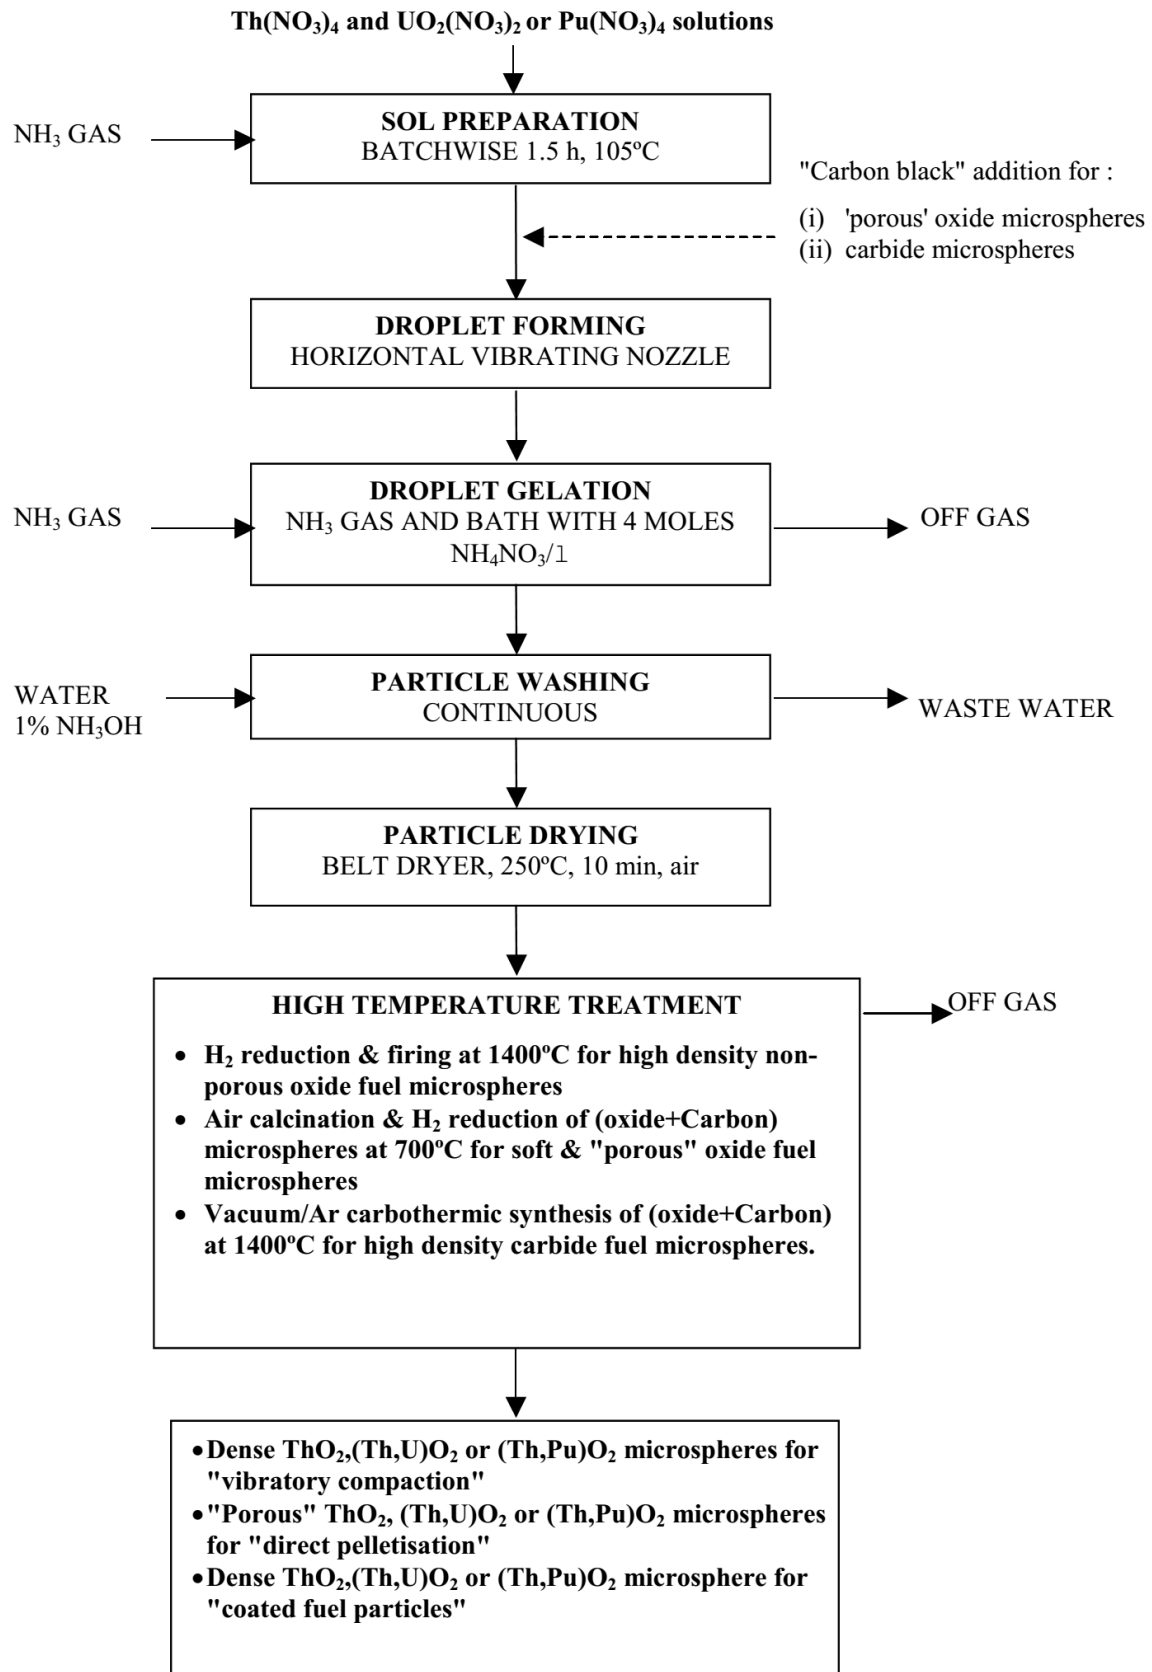 Th(NO₃)₄ and UO₂(NO₃)₂ or Pu(NO₃)₄ solutions
NH₃ GAS
SOL PREPARATION
BATCHWISE 1.5 h, 105ºC
"Carbon black" addition for :
(i) 'porous' oxide microspheres
(ii) carbide microspheres
DROPLET FORMING
HORIZONTAL VIBRATING NOZZLE
NH₃ GAS
DROPLET GELATION
NH₃ GAS AND BATH WITH 4 MOLES
NH₄NO₃/l
OFF GAS
WATER
1% NH₃OH
PARTICLE WASHING
CONTINUOUS
WASTE WATER
PARTICLE DRYING
BELT DRYER, 250ºC, 10 min, air
HIGH TEMPERATURE TREATMENT
OFF GAS
• H₂ reduction & firing at 1400ºC for high density non-
porous oxide fuel microspheres
• Air calcination & H₂ reduction of (oxide+Carbon)
microspheres at 700ºC for soft & "porous" oxide fuel
microspheres
• Vacuum/Ar carbothermic synthesis of (oxide+Carbon)
at 1400ºC for high density carbide fuel microspheres.
•Dense ThO₂,(Th,U)O₂ or (Th,Pu)O₂ microspheres for
"vibratory compaction"
•"Porous" ThO₂, (Th,U)O₂ or (Th,Pu)O₂ microspheres
for "direct pelletisation"
•Dense ThO₂,(Th,U)O₂ or (Th,Pu)O₂ microsphere for
"coated fuel particles"